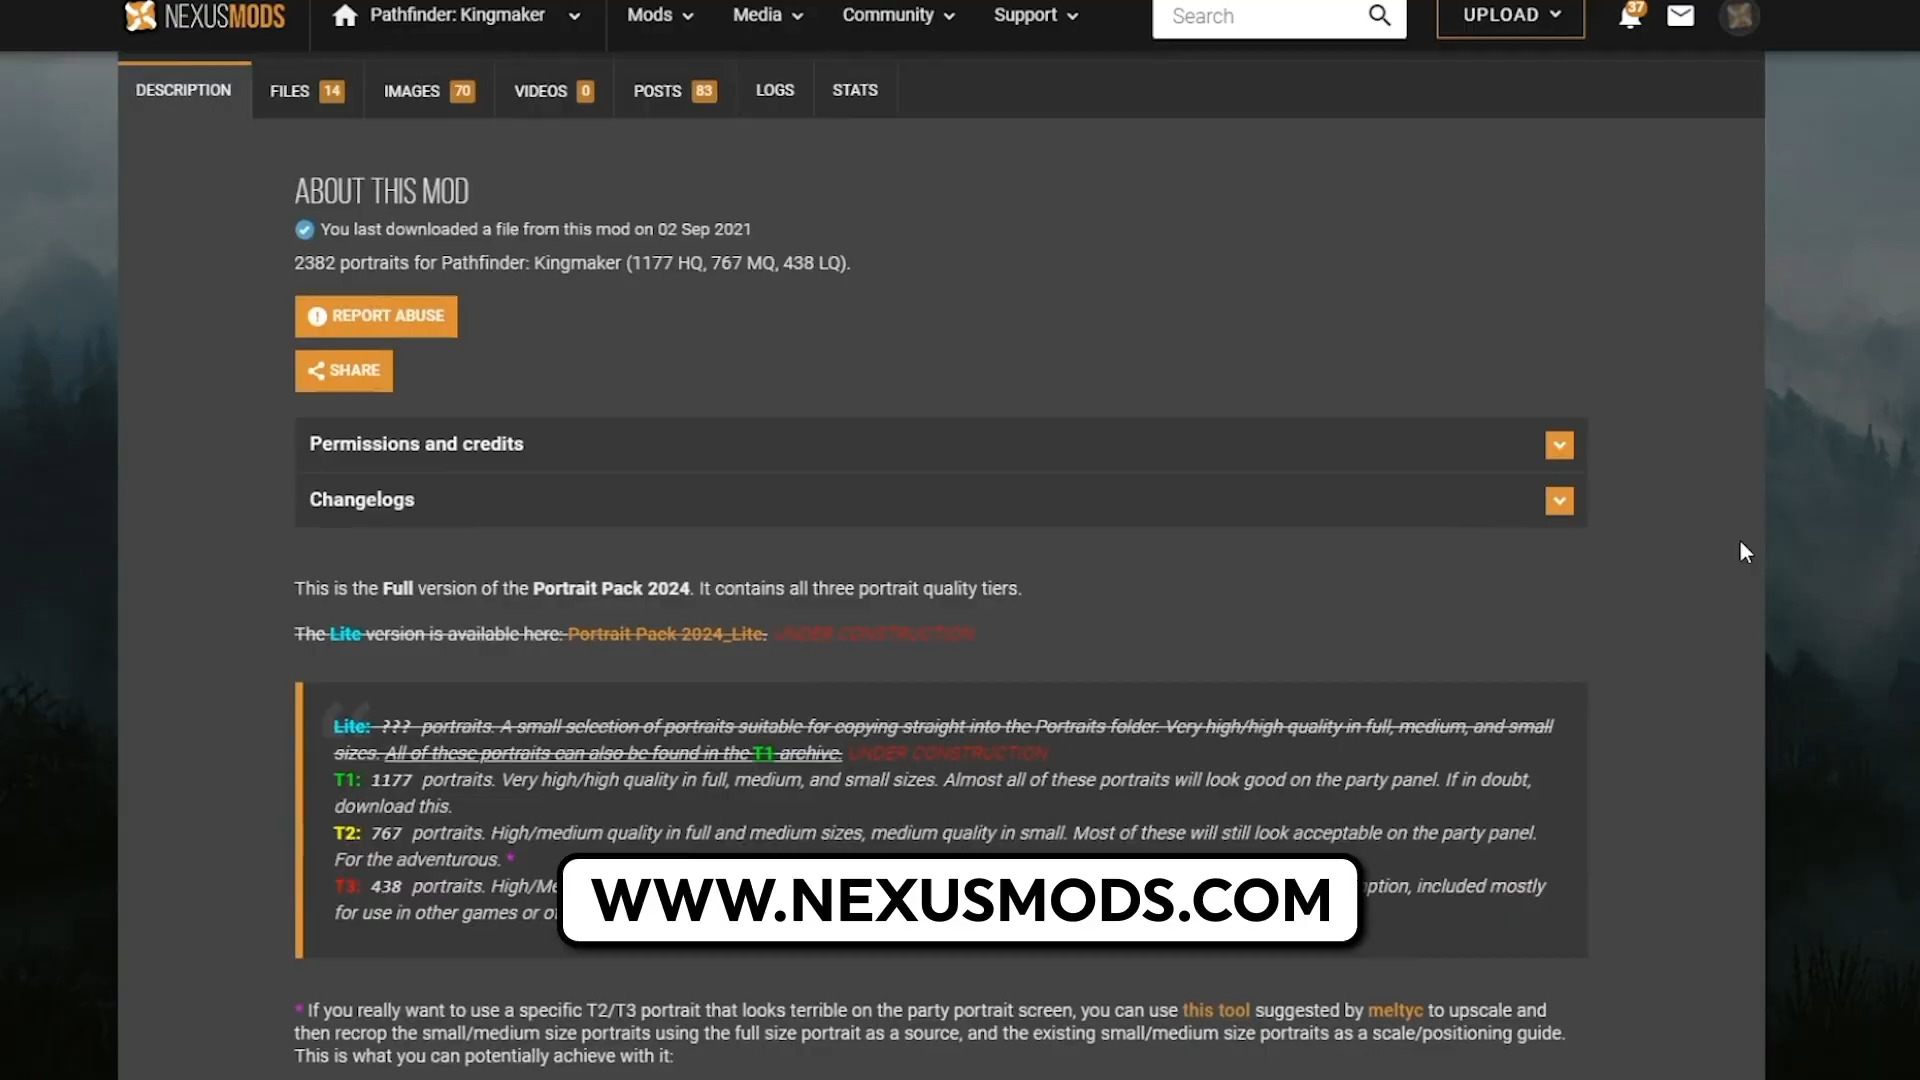 NEXUSMODS Pathfinder: Kingmaker Mods Media Community Support Search UPLOAD 37
DESCRIPTION FILES 14 IMAGES 70 VIDEOS 0 POSTS 83 LOGS STATS
ABOUT THIS MOD
You last downloaded a file from this mod on 02 Sep 2021
2382 portraits for Pathfinder: Kingmaker (1177 HQ, 767 MQ, 438 LQ).
REPORT ABUSE
SHARE
Permissions and credits
Changelogs
This is the Full version of the Portrait Pack 2024. It contains all three portrait quality tiers.
The Lite version is available here: Portrait Pack 2024_Lite. UNDER CONSTRUCTION
Lite: ??? portraits. A small selection of portraits suitable for copying straight into the Portraits folder. Very high/high quality in full, medium, and small
sizes. All of these portraits can also be found in the T1 archive. UNDER CONSTRUCTION
T1: 1177 portraits. Very high/high quality in full, medium, and small sizes. Almost all of these portraits will look good on the party panel. If in doubt,
download this.
T2: 767 portraits. High/medium quality in full and medium sizes, medium quality in small. Most of these will still look acceptable on the party panel.
For the adventurous. *
T3: 438 portraits. High/Me ption, included mostly
for use in other games or o
WWW.NEXUSMODS.COM
* If you really want to use a specific T2/T3 portrait that looks terrible on the party portrait screen, you can use this tool suggested by meltyc to upscale and
then recrop the small/medium size portraits using the full size portrait as a source, and the existing small/medium size portraits as a scale/positioning guide.
This is what you can potentially achieve with it: